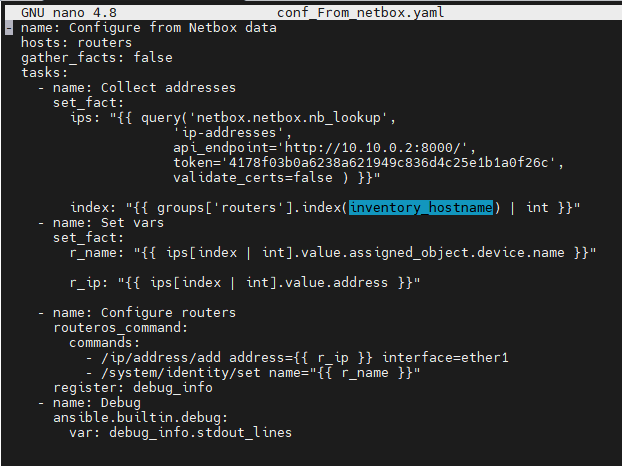 GNU nano 4.8 conf_From_netbox.yaml
- name: Configure from Netbox data
hosts: routers
gather_facts: false
tasks:
- name: Collect addresses
set_fact:
ips: "{{ query('netbox.netbox.nb_lookup',
'ip-addresses',
api_endpoint='http://10.10.0.2:8000/',
token='4178f03b0a6238a621949c836d4c25e1b1a0f26c',
validate_certs=false ) }}"
index: "{{ groups['routers'].index(inventory_hostname) | int }}"
- name: Set vars
set_fact:
r_name: "{{ ips[index | int].value.assigned_object.device.name }}"
r_ip: "{{ ips[index | int].value.address }}"
- name: Configure routers
routeros_command:
commands:
- /ip/address/add address={{ r_ip }} interface=ether1
- /system/identity/set name="{{ r_name }}"
register: debug_info
- name: Debug
ansible.builtin.debug:
var: debug_info.stdout_lines